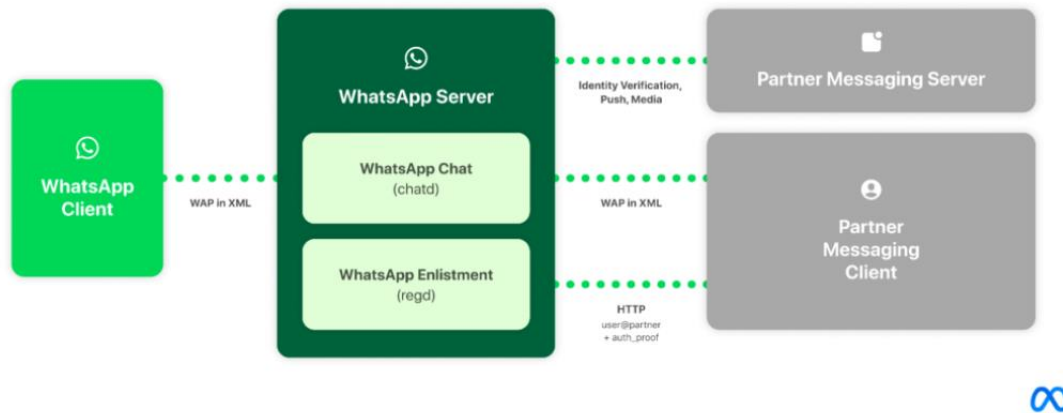 WhatsApp
Client
WAP in XML
WhatsApp Server
WhatsApp Chat
(chatd)
WhatsApp Enlistment
(regd)
Identity Verification,
Push, Media
WAP in XML
HTTP
user@partner
+ auth_proof
Partner Messaging Server
Partner
Messaging
Client